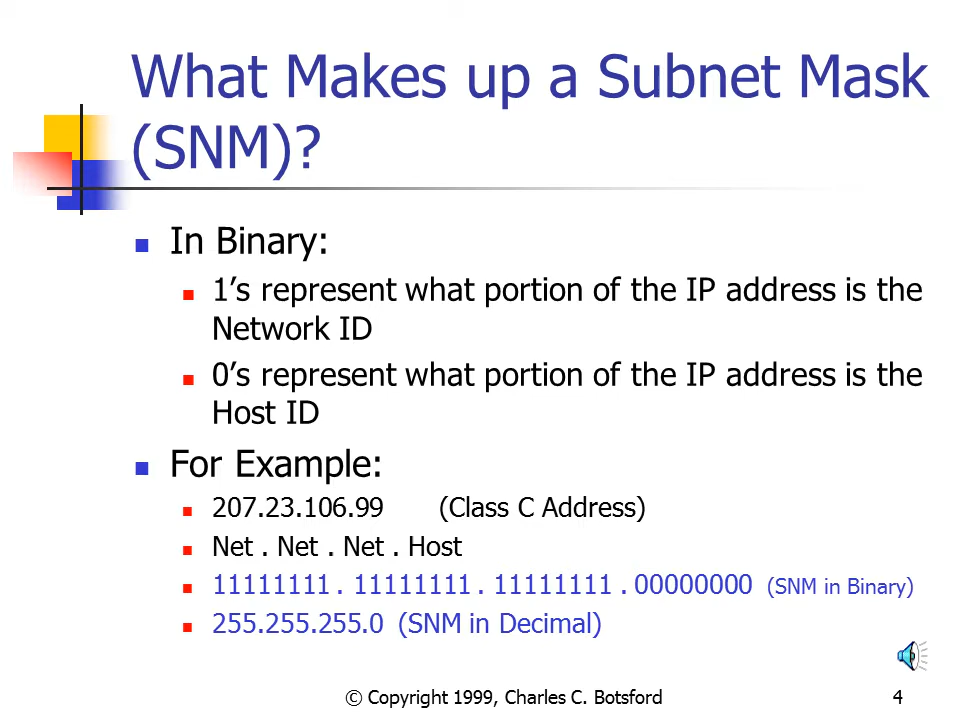 What Makes up a Subnet Mask
(SNM)?
In Binary:
1’s represent what portion of the IP address is the
Network ID
0’s represent what portion of the IP address is the
Host ID
For Example:
207.23.106.99 (Class C Address)
Net . Net . Net . Host
11111111 . 11111111 . 11111111 . 00000000 (SNM in Binary)
255.255.255.0 (SNM in Decimal)
© Copyright 1999, Charles C. Botsford 4